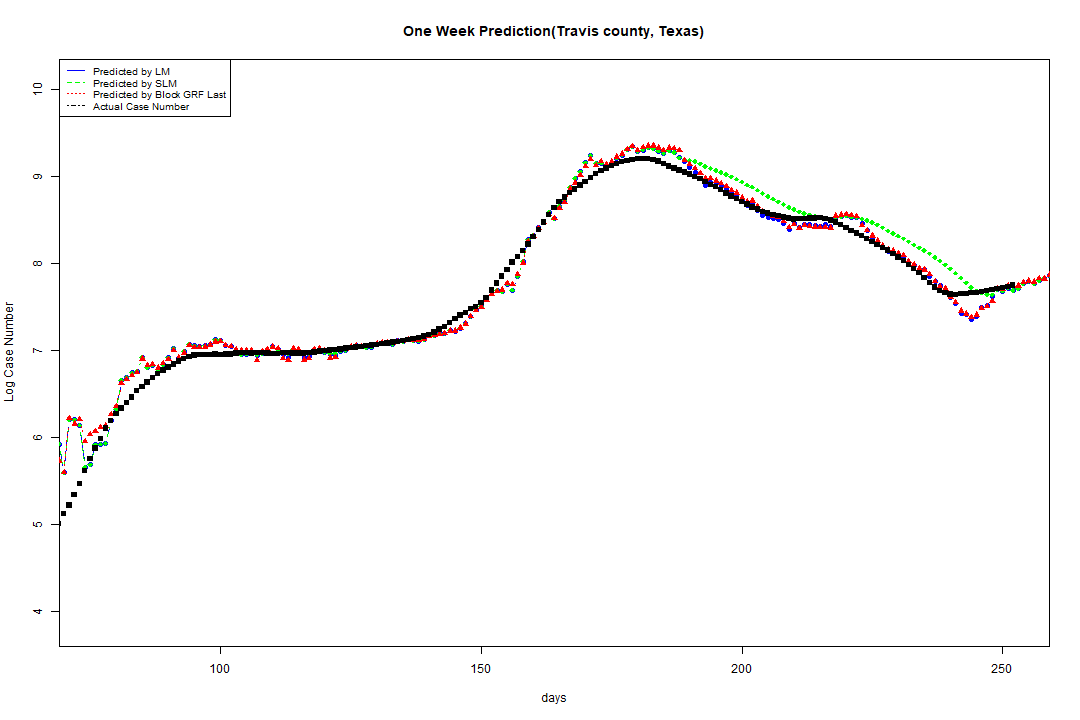 One Week Prediction(Travis county, Texas)
Predicted by LM
Predicted by SLM
Predicted by Block GRF Last
Actual Case Number
10
9
8
7
6
5
4
Log Case Number
100 150 200 250
days